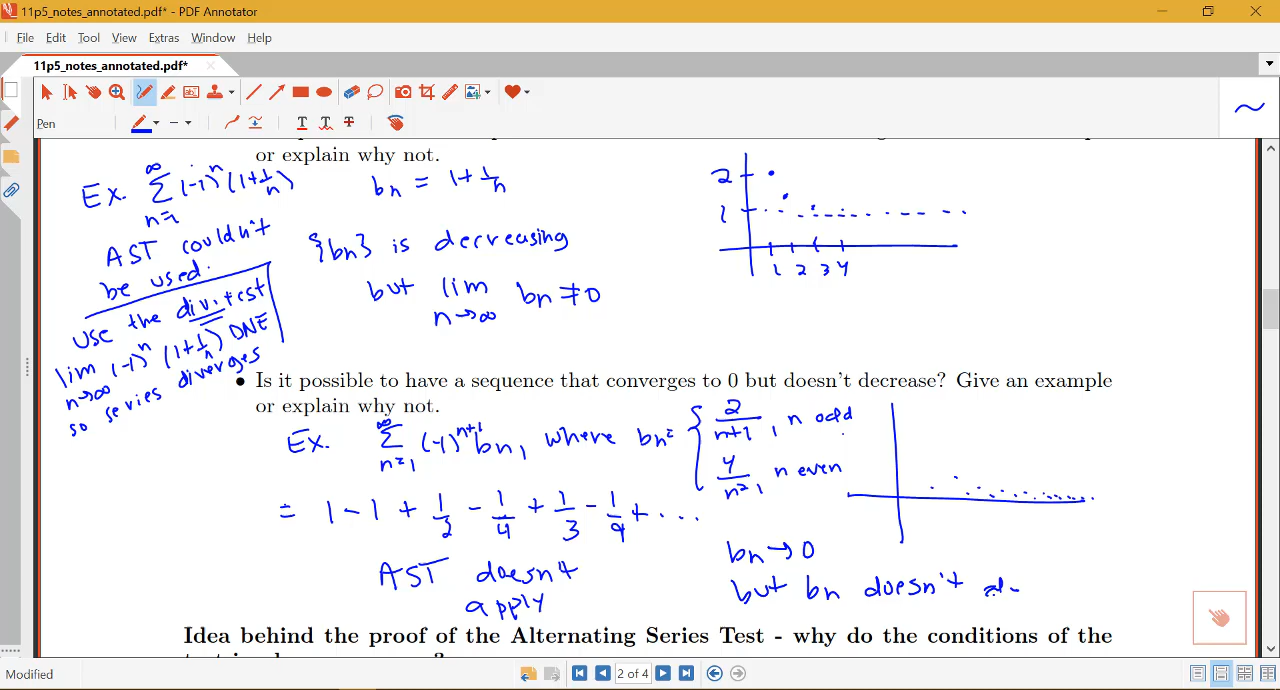 11p5_notes_annotated.pdf* - PDF Annotator
File Edit Tool View Extras Window Help
11p5_notes_annotated.pdf*
Pen
or explain why not.
Ex. ∞ Σ n=1 (-1)^n (1+1/n)
bn = 1 + 1/n
AST couldn't
be used.
{bn} is decreasing
but lim n→∞ bn ≠ 0
use the div. test
lim n→∞ (-1)^n (1+1/n) DNE
so series diverges
2
1
1 2 3 4
• Is it possible to have a sequence that converges to 0 but doesn't decrease? Give an example
or explain why not.
Ex. ∞ Σ n=1 (-1)^n+1 bn, where bn = { 2/n+1, n odd
4/n², n even
= 1 - 1 + 1/2 - 1/4 + 1/3 - 1/9 + ...
AST doesn't
apply
bn → 0
but bn doesn't
Idea behind the proof of the Alternating Series Test - why do the conditions of the
Modified
2 of 4